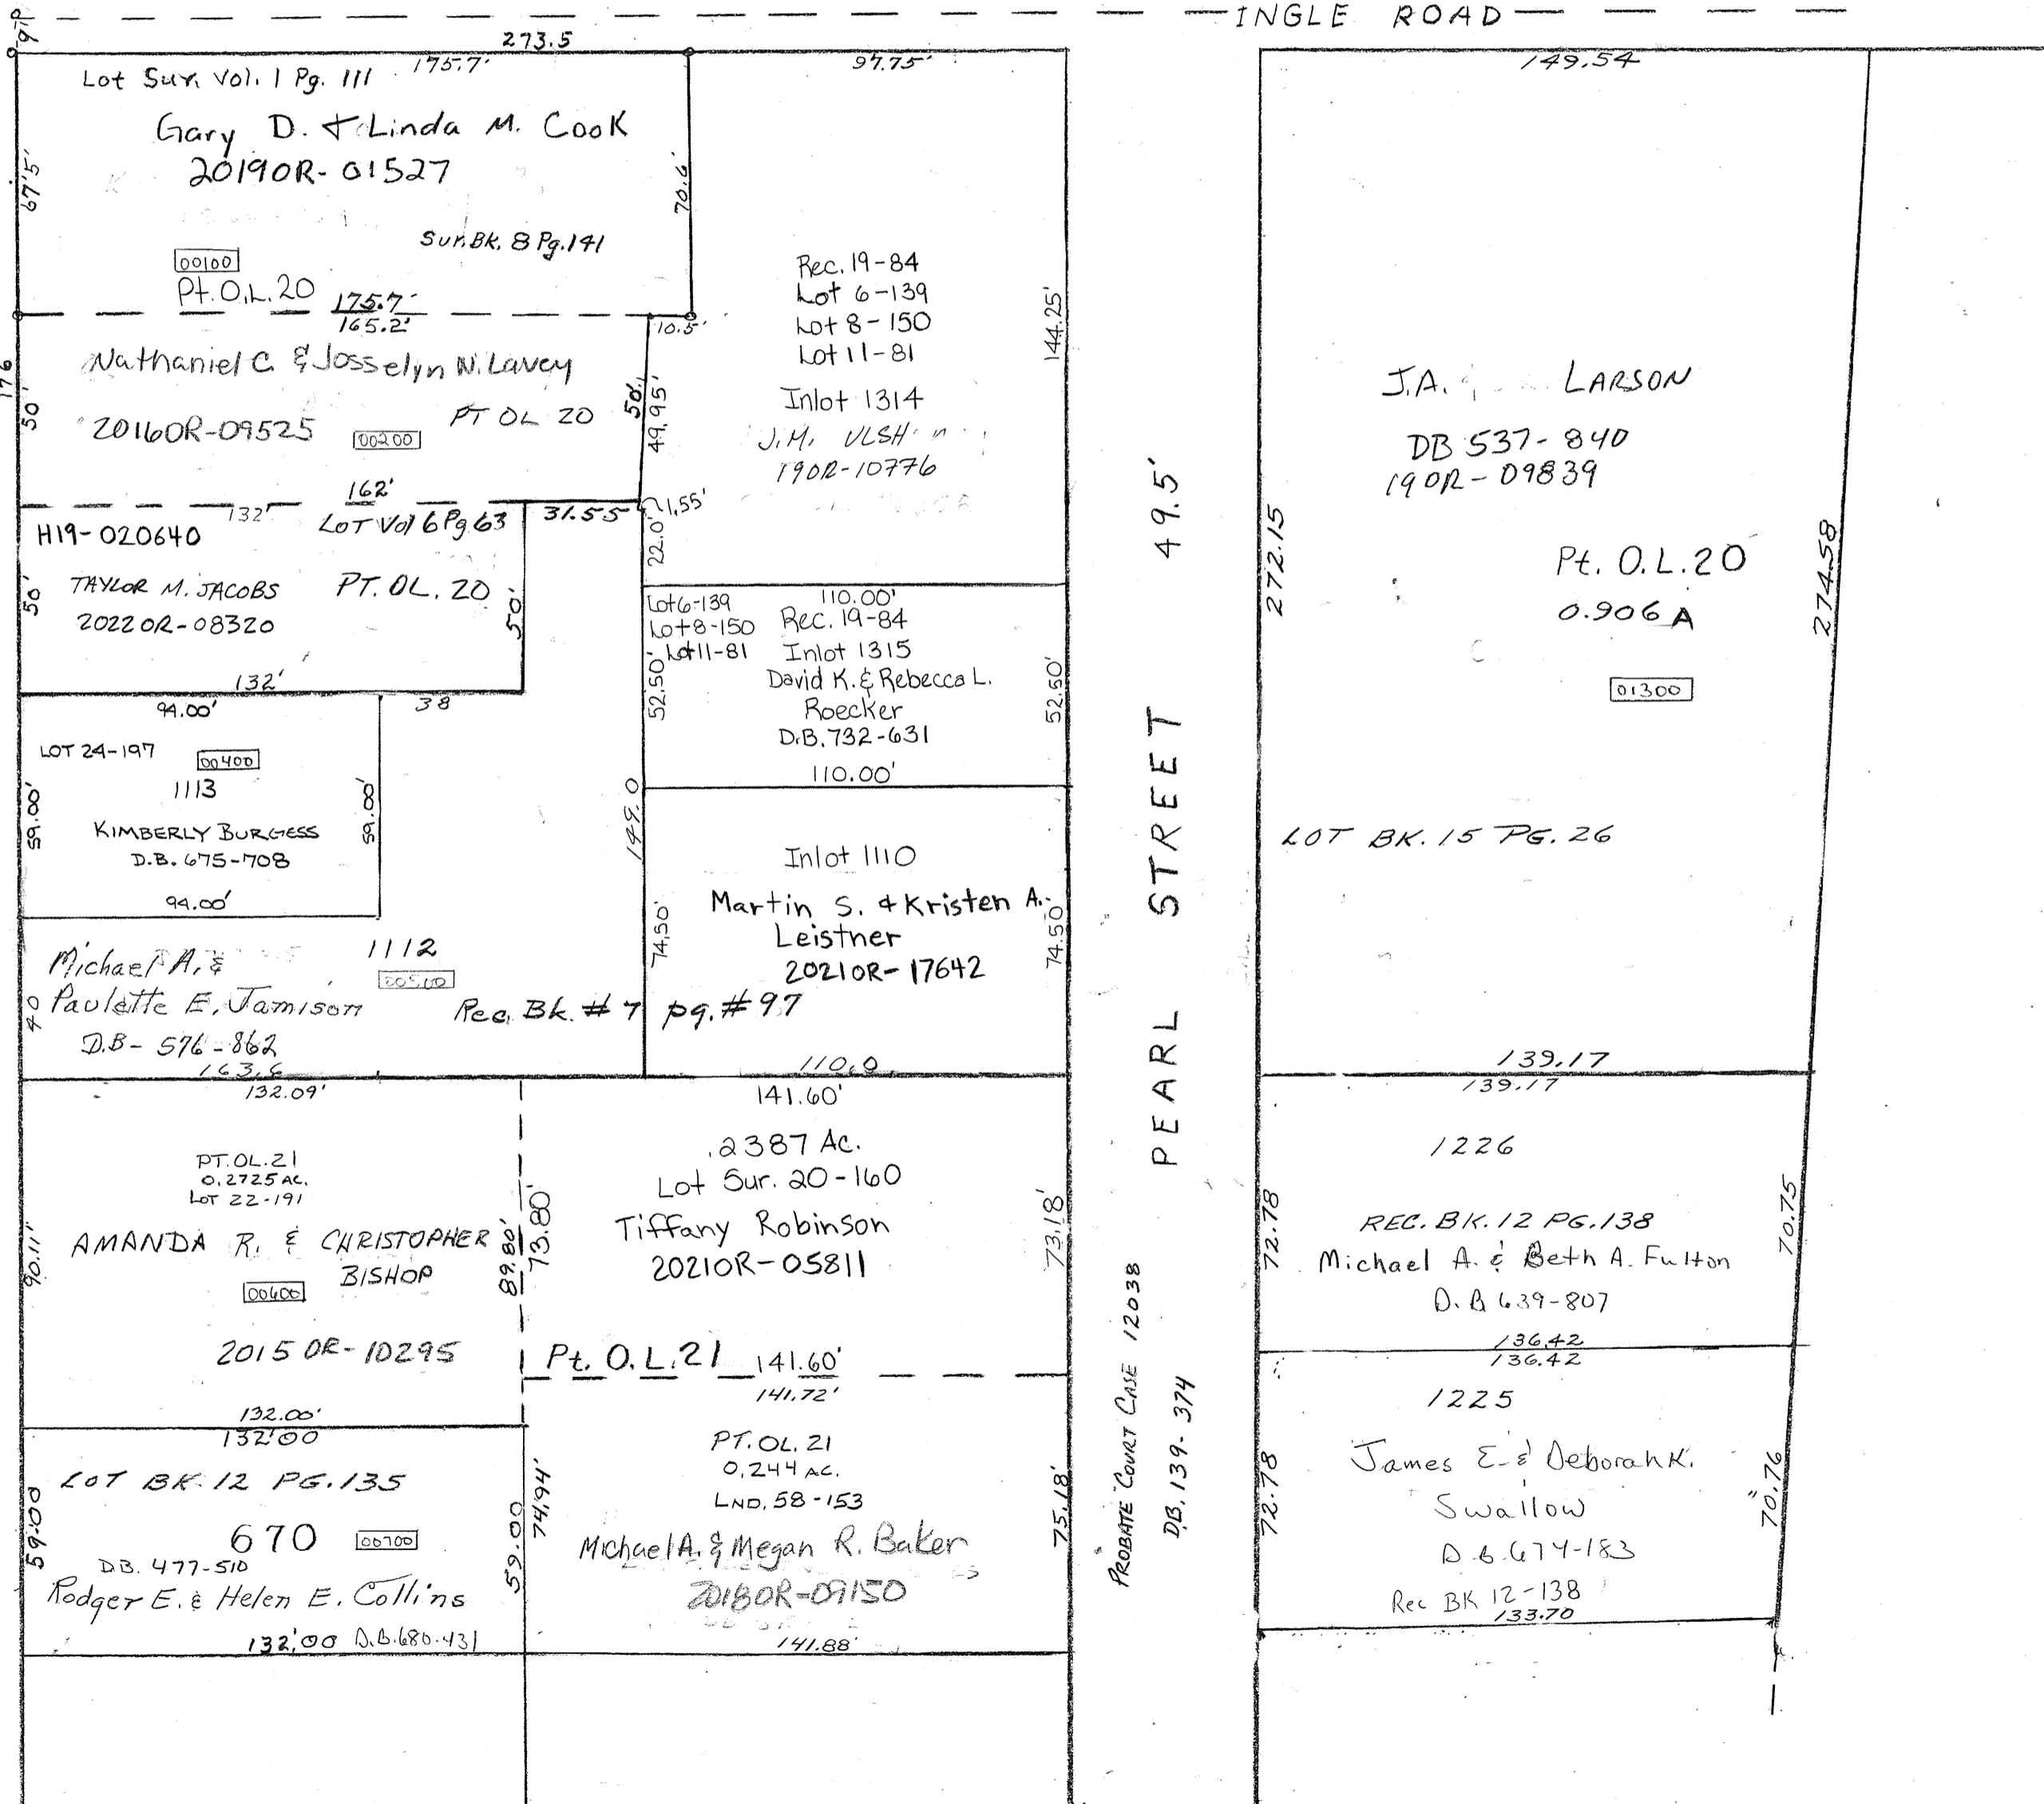 INGLE ROAD
9'
273.5
175.7'
97.75'
149.54
Lot Sur. Vol. 1 Pg. 111
Gary D. & Linda M. Cook
2019OR-01527
67'5'
70.6'
Sur. Bk. 8 Pg. 141
00100
Pt. O.L. 20
175.7'
165.2'
10.5'
Rec. 19-84
Lot 6-139
Lot 8-150
Lot 11-81
Inlot 1314
J.M.
19OR-10776
144.25'
176
50'
Nathaniel C. & Josselyn N. Lavey
2016OR-09525
00200
PT OL 20
50'
49.95'
162'
132'
LOT Vol 6 Pg. 63
31.55
1.55'
22.0'
H19-020640
TAYLOR M. JACOBS
2022OR-08320
PT. OL. 20
50'
50'
132'
Lot 6-139
Lot 8-150
Lot 11-81
110.00'
Rec. 19-84
Inlot 1315
David K. & Rebecca L.
Roecker
D.B. 732-631
52.50'
52.50'
110.00'
94.00'
38
LOT 24-197
00400
1113
KIMBERLY BURGESS
D.B. 675-708
59.00'
59.00'
94.00'
149.0
Inlot 1110
Martin S. & Kristen A.
Leistner
2021OR-17642
74.50'
74.50
1112
Michael A. &
00500
Paulette E. Jamison
D.B- 576-862
40
Rec. Bk. # 7 pg. # 97
163.6
110.0
132.09'
141.60'
PT. OL. 21
0.2725 AC.
LOT 22-191
AMANDA R. & CHRISTOPHER
BISHOP
00600
2015 OR-10295
90.11'
89.80'
73.80'
.2387 Ac.
Lot Sur. 20-160
Tiffany Robinson
2021OR-05811
73.18'
Pt. O.L. 21
141.60'
141.72'
132.00'
132'00
LOT BK. 12 PG. 135
670
00700
D.B. 477-510
Rodger E. & Helen E. Collins
132'00
D.B. 680-431
59.00
59.00
74.94'
PT. OL. 21
0.244 AC.
LND. 58-153
Michael A. & Megan R. Baker
2018OR-09150
75.18'
141.88'
PEARL STREET 49.5'
PROBATE COURT CASE 12038
D.B. 139-374
J.A.
LARSON
DB 537-840
19OR-09839
272.15
274.58
Pt. O.L. 20
0.906 A
01300
LOT BK. 15 PG. 26
139.17
139.17
1226
REC. BK. 12 PG. 138
Michael A. & Beth A. Fulton
D.B 639-807
72.78
70.75
136.42
136.42
1225
James E. & Deborah K.
Swallow
D.B. 674-183
Rec BK 12-138
72.78
70.76
133.70